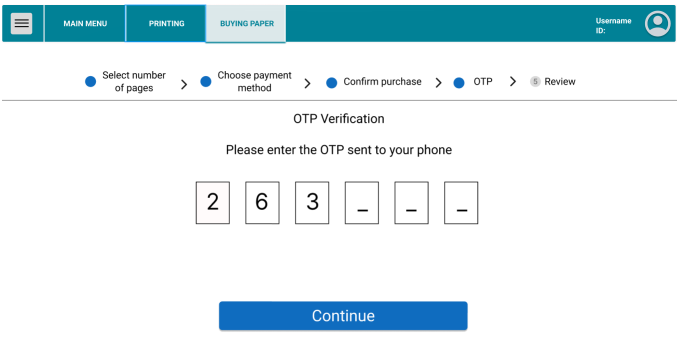 MAIN MENU PRINTING BUYING PAPER Username
ID:
Select number of pages > Choose payment method > Confirm purchase > OTP > 5 Review
OTP Verification
Please enter the OTP sent to your phone
2 6 3 _ _ _
Continue